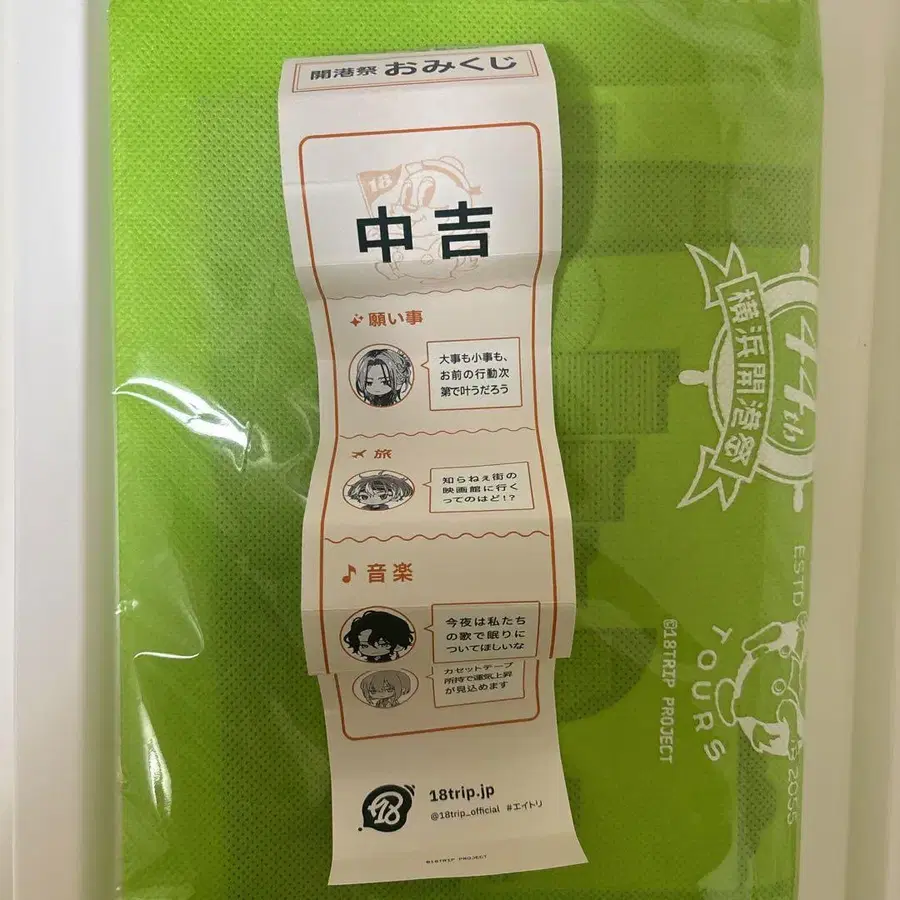 開港祭 おみくじ
18
中吉
願い事
大事も小事も、
お前の行動次
第で叶うだろう
旅
知らねぇ街の
映画館に行く
ってのはど!?
音楽
今夜は私たち
の歌で眠りに
ついてほしいな
カセットテープ
所持で運気上昇
が見込めます
18
18trip.jp
@18trip_official #エイトリ
©18TRIP PROJECT
44th
横浜開港祭
ESTD
TOURS
2055
©18TRIP PROJECT